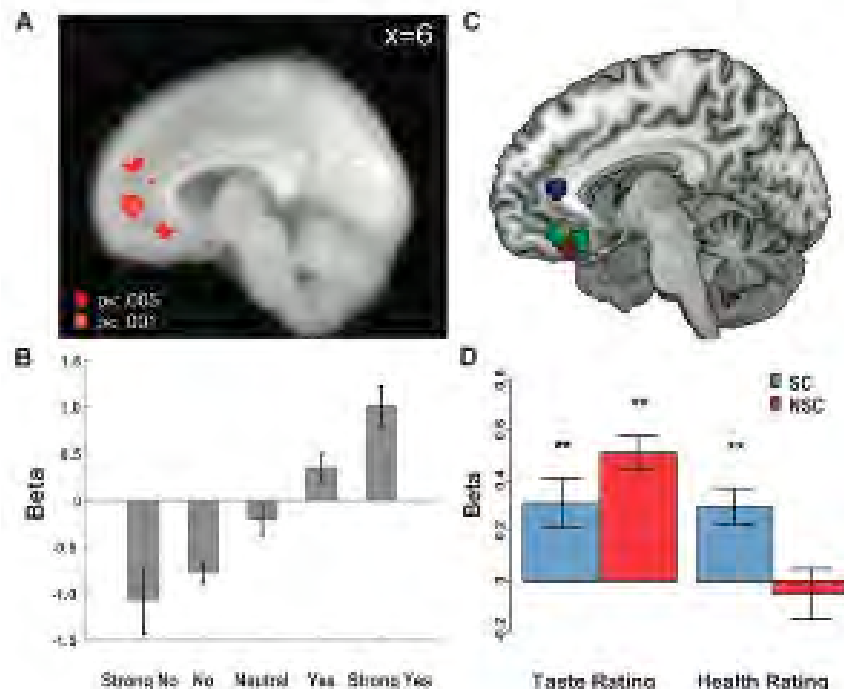 A
x=6
p<.005
p<.001
C
B
1.5
1.0
0.5
0
-0.5
-1.0
-1.5
Beta
Strong No No Neutral Yes Strong Yes
D
SC
NSC
**
**
**
0.8
0.6
0.4
0.2
0
-0.2
Beta
Taste Rating Health Rating